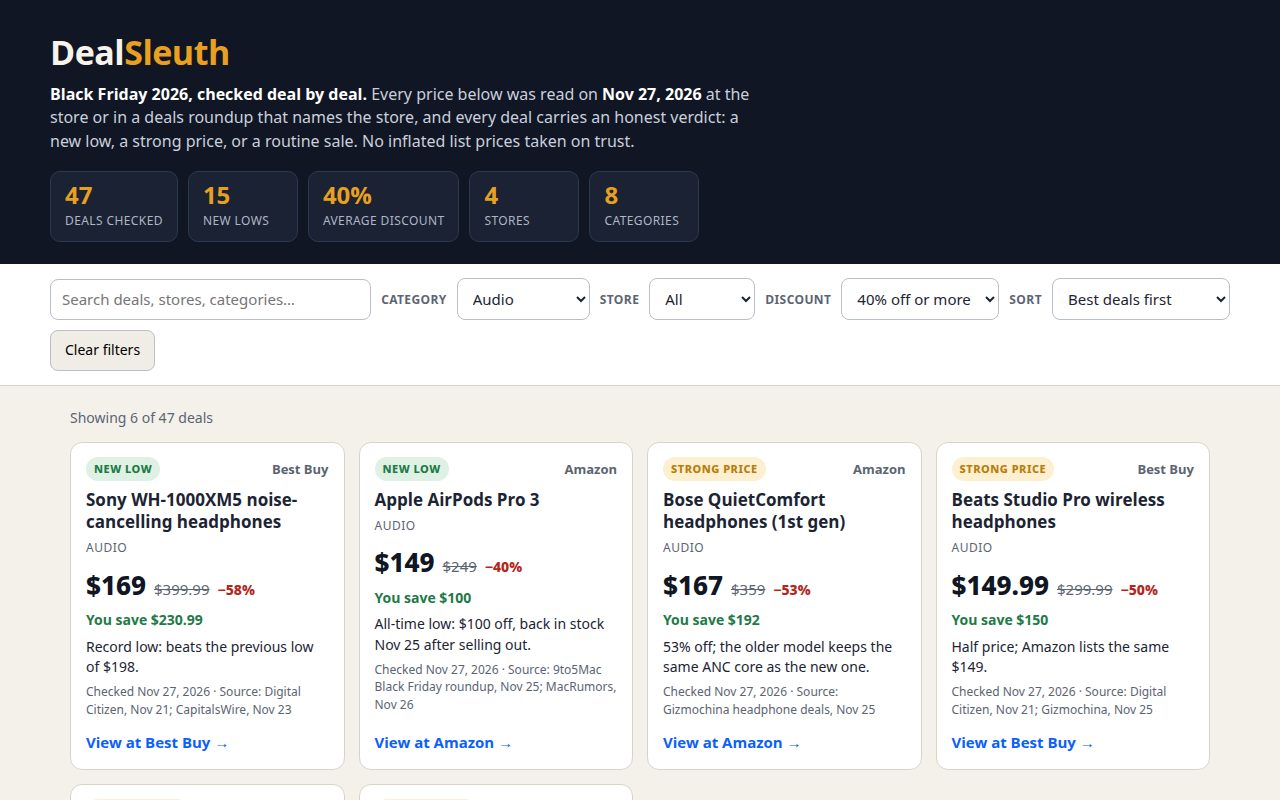 DealSleuth
Black Friday 2026, checked deal by deal. Every price below was read on Nov 27, 2026 at the
store or in a deals roundup that names the store, and every deal carries an honest verdict: a
new low, a strong price, or a routine sale. No inflated list prices taken on trust.
47
DEALS CHECKED
15
NEW LOWS
40%
AVERAGE DISCOUNT
4
STORES
8
CATEGORIES
Search deals, stores, categories...
CATEGORY
Audio
STORE
All
DISCOUNT
40% off or more
SORT
Best deals first
Clear filters
Showing 6 of 47 deals
NEW LOW
Best Buy
Sony WH-1000XM5 noise-
cancelling headphones
AUDIO
$169 $399.99 −58%
You save $230.99
Record low: beats the previous low
of $198.
Checked Nov 27, 2026 · Source: Digital
Citizen, Nov 21; CapitalsWire, Nov 23
View at Best Buy →
NEW LOW
Amazon
Apple AirPods Pro 3
AUDIO
$149 $249 −40%
You save $100
All-time low: $100 off, back in stock
Nov 25 after selling out.
Checked Nov 27, 2026 · Source: 9to5Mac
Black Friday roundup, Nov 25; MacRumors,
Nov 26
View at Amazon →
STRONG PRICE
Amazon
Bose QuietComfort
headphones (1st gen)
AUDIO
$167 $359 −53%
You save $192
53% off; the older model keeps the
same ANC core as the new one.
Checked Nov 27, 2026 · Source:
Gizmochina headphone deals, Nov 25
View at Amazon →
STRONG PRICE
Best Buy
Beats Studio Pro wireless
headphones
AUDIO
$149.99 $299.99 −50%
You save $150
Half price; Amazon lists the same
$149.
Checked Nov 27, 2026 · Source: Digital
Citizen, Nov 21; Gizmochina, Nov 25
View at Best Buy →